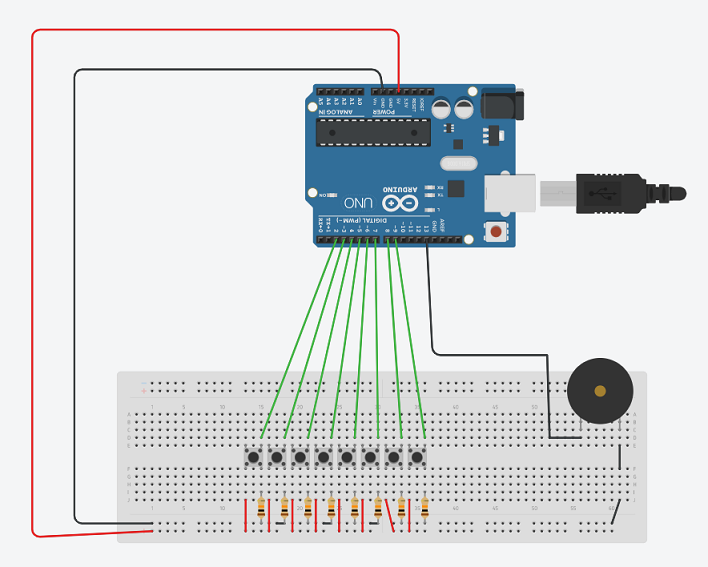 A5
A4
A3
A2
A1
A0
Vin
GND
GND
5V
3.3V
RESET
IOREF
ANALOG IN
POWER
ON
UNO
ARDUINO
RX
TX
L
DIGITAL (PWM~)
RX←0
TX→1
2
~3
4
~5
~6
7
8
~9
~10
~11
12
13
GND
AREF
1
5
10
15
20
30
35
40
45
50
A
B
C
D
E
F
G
H
I
J
1
5
10
15
20
25
30
35
40
45
50
55
60